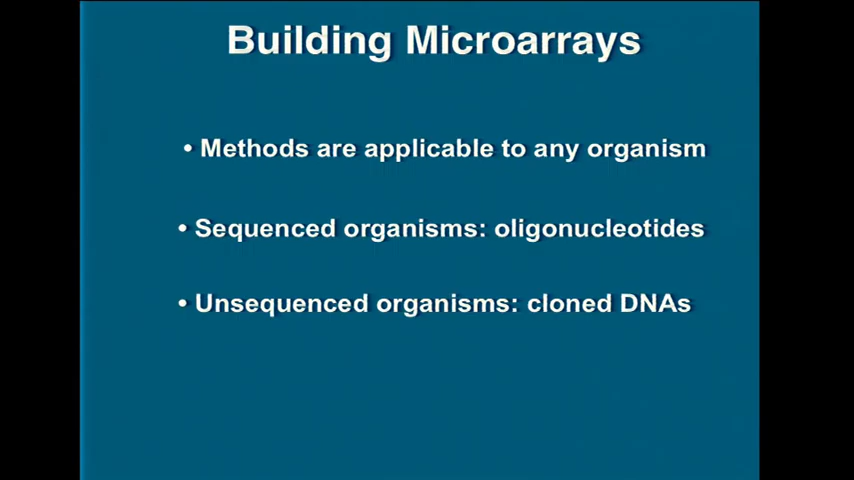 Building Microarrays
• Methods are applicable to any organism
• Sequenced organisms: oligonucleotides
• Unsequenced organisms: cloned DNAs